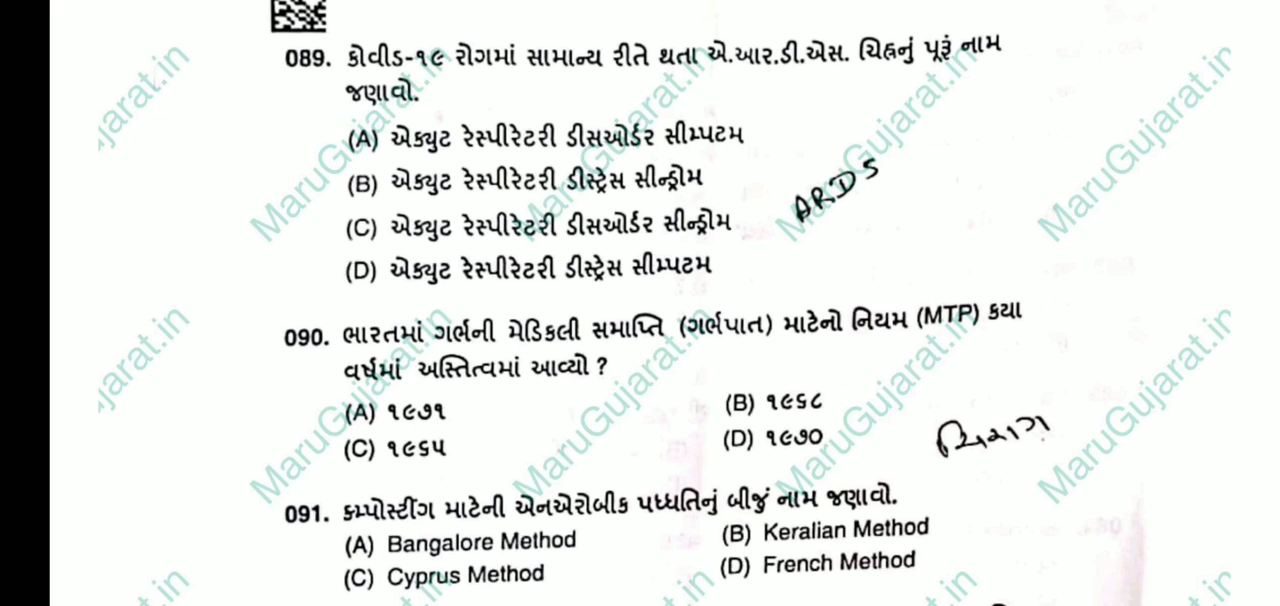 089. કોવીડ-૧૯ રોગમાં સામાન્ય રીતે થતા એ.આર.ડી.એસ. ચિહ્નનું પૂરૂં નામ
જણાવો.
(A) એક્યુટ રેસ્પીરેટરી ડીસઓર્ડર સીમ્પટમ
(B) એક્યુટ રેસ્પીરેટરી ડીસ્ટ્રેસ સીન્ડ્રોમ
(C) એક્યુટ રેસ્પીરેટરી ડીસઓર્ડર સીન્ડ્રોમ
(D) એક્યુટ રેસ્પીરેટરી ડીસ્ટ્રેસ સીમ્પટમ
ARDS
090. ભારતમાં ગર્ભની મેડિકલી સમાપ્તિ (ગર્ભપાત) માટેનો નિયમ (MTP) કયા
વર્ષમાં અસ્તિત્વમાં આવ્યો ?
(A) ૧૯૭૧ (B) ૧૯૬૮
(C) ૧૯૬૫ (D) ૧૯૭૦
091. કમ્પોસ્ટીંગ માટેની એનએરોબીક પધ્ધતિનું બીજું નામ જણાવો.
(A) Bangalore Method (B) Keralian Method
(C) Cyprus Method (D) French Method
MaruGujarat.in